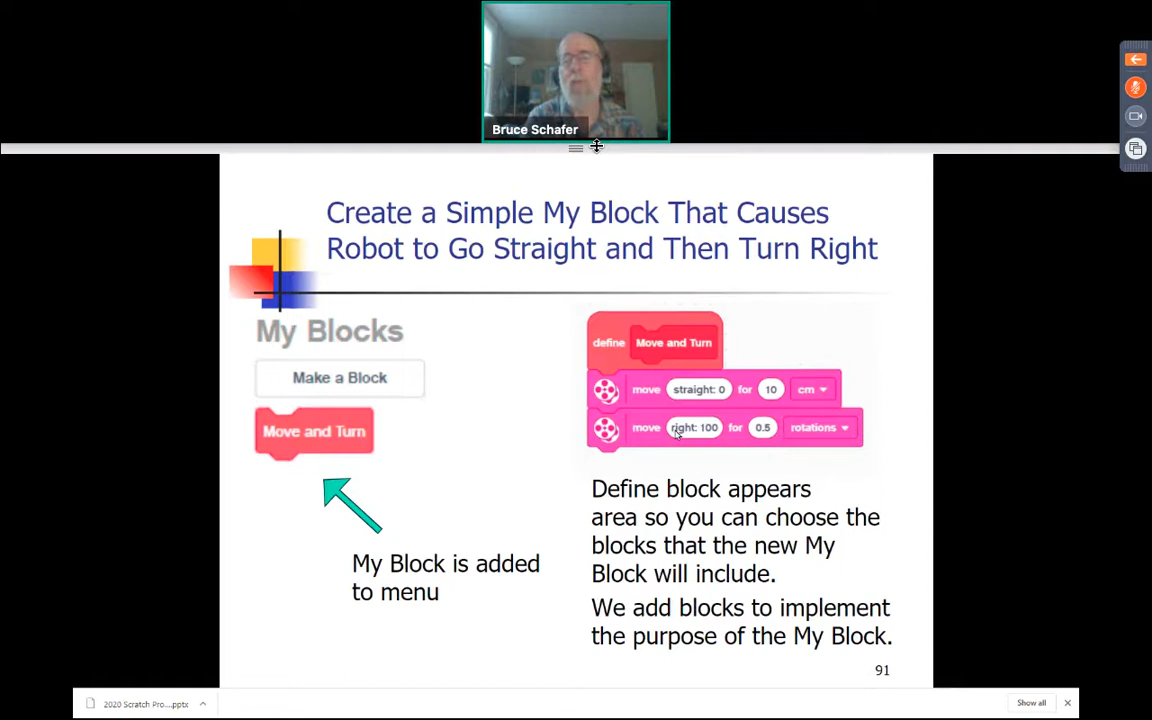 Bruce Schafer
Create a Simple My Block That Causes
Robot to Go Straight and Then Turn Right
My Blocks
Make a Block
Move and Turn
My Block is added
to menu
define Move and Turn
move straight: 0 for 10 cm
move right: 100 for 0.5 rotations
Define block appears
area so you can choose the
blocks that the new My
Block will include.
We add blocks to implement
the purpose of the My Block.
91
2020 Scratch Pro....pptx
Show all